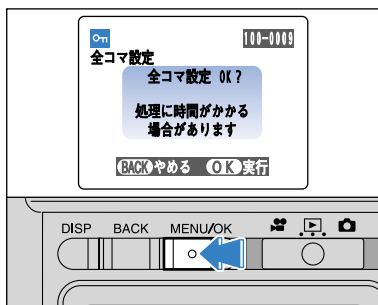 100-0009
全コマ設定
全コマ設定 OK?
処理に時間がかかる
場合があります
BACK やめる OK 実行
DISP BACK MENU/OK